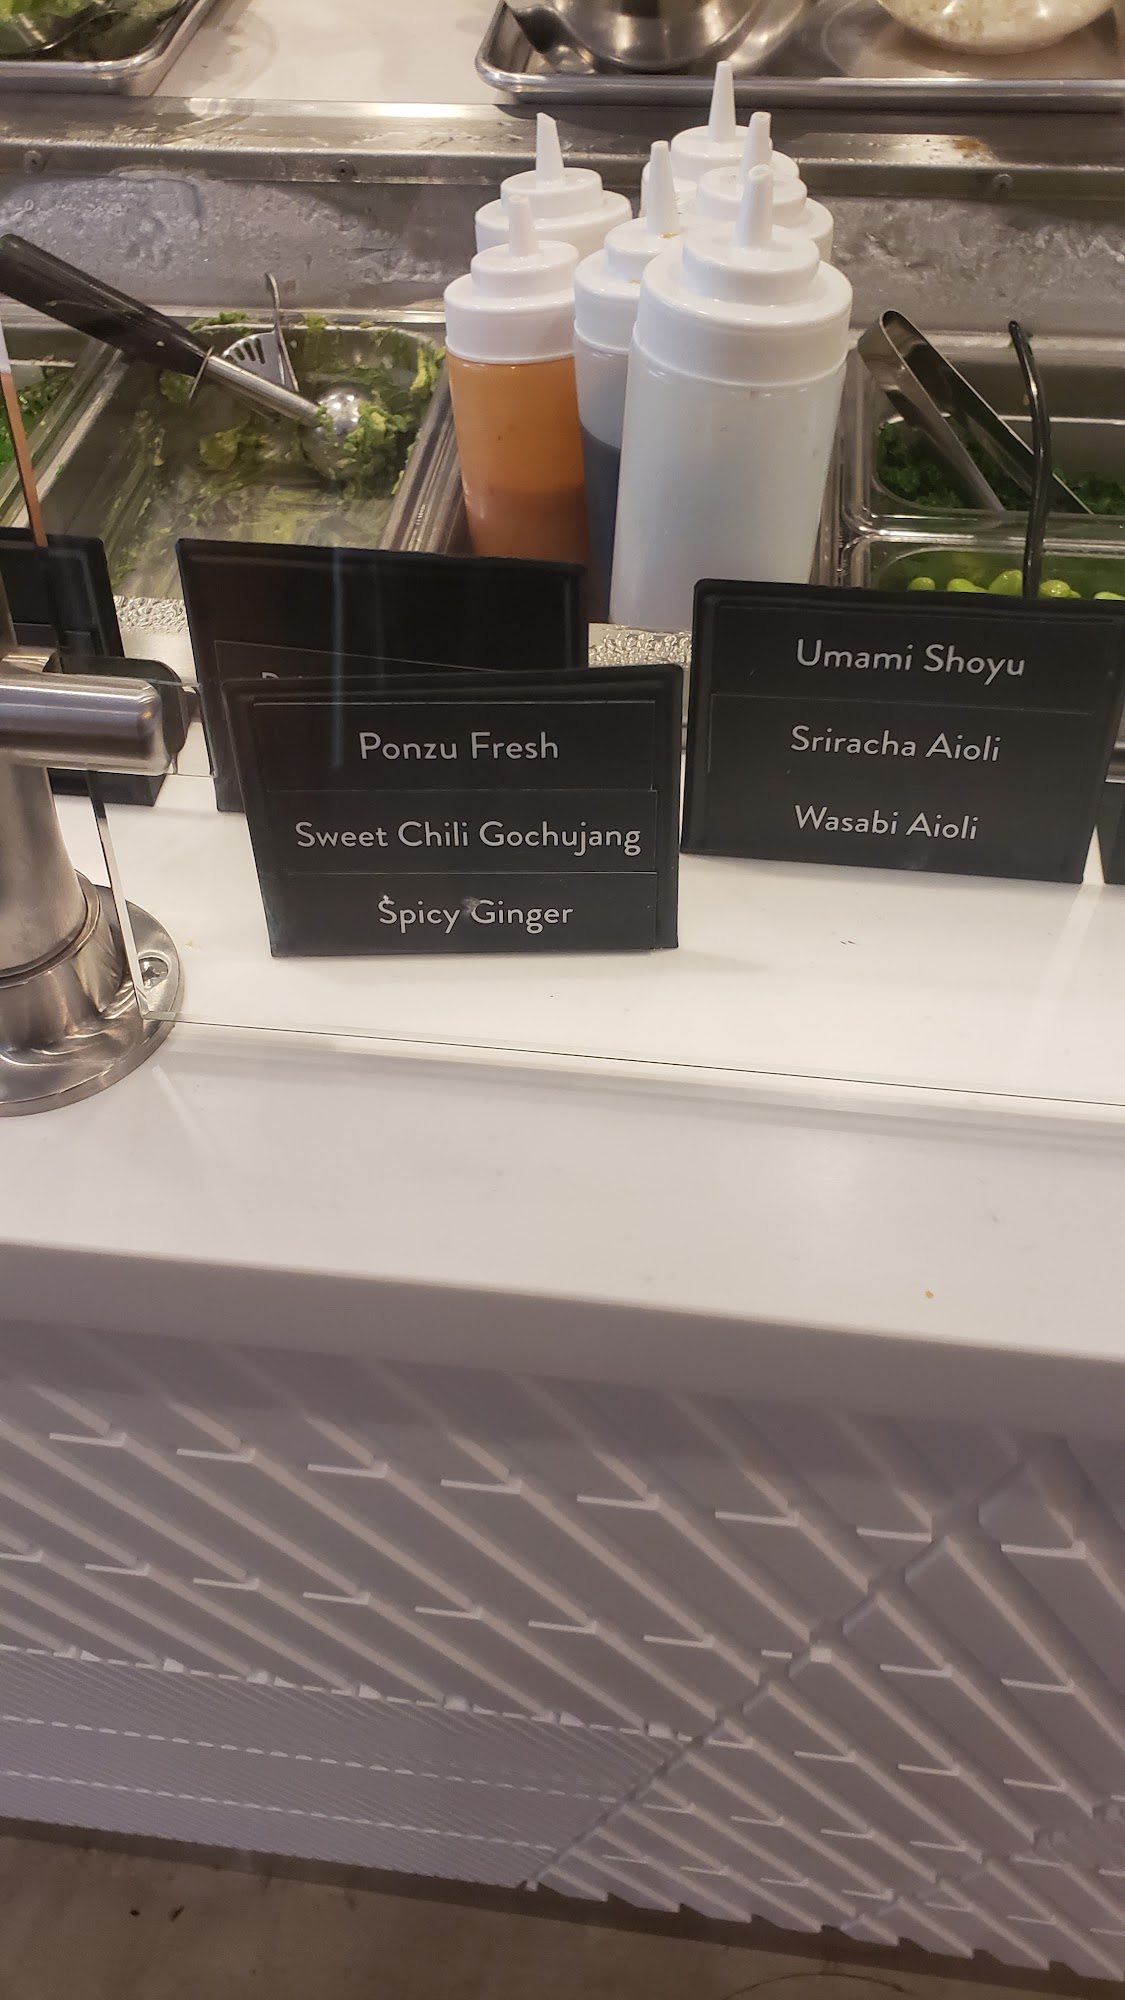 Ponzu Fresh
Sweet Chili Gochujang
Spicy Ginger
Umami Shoyu
Sriracha Aioli
Wasabi Aioli